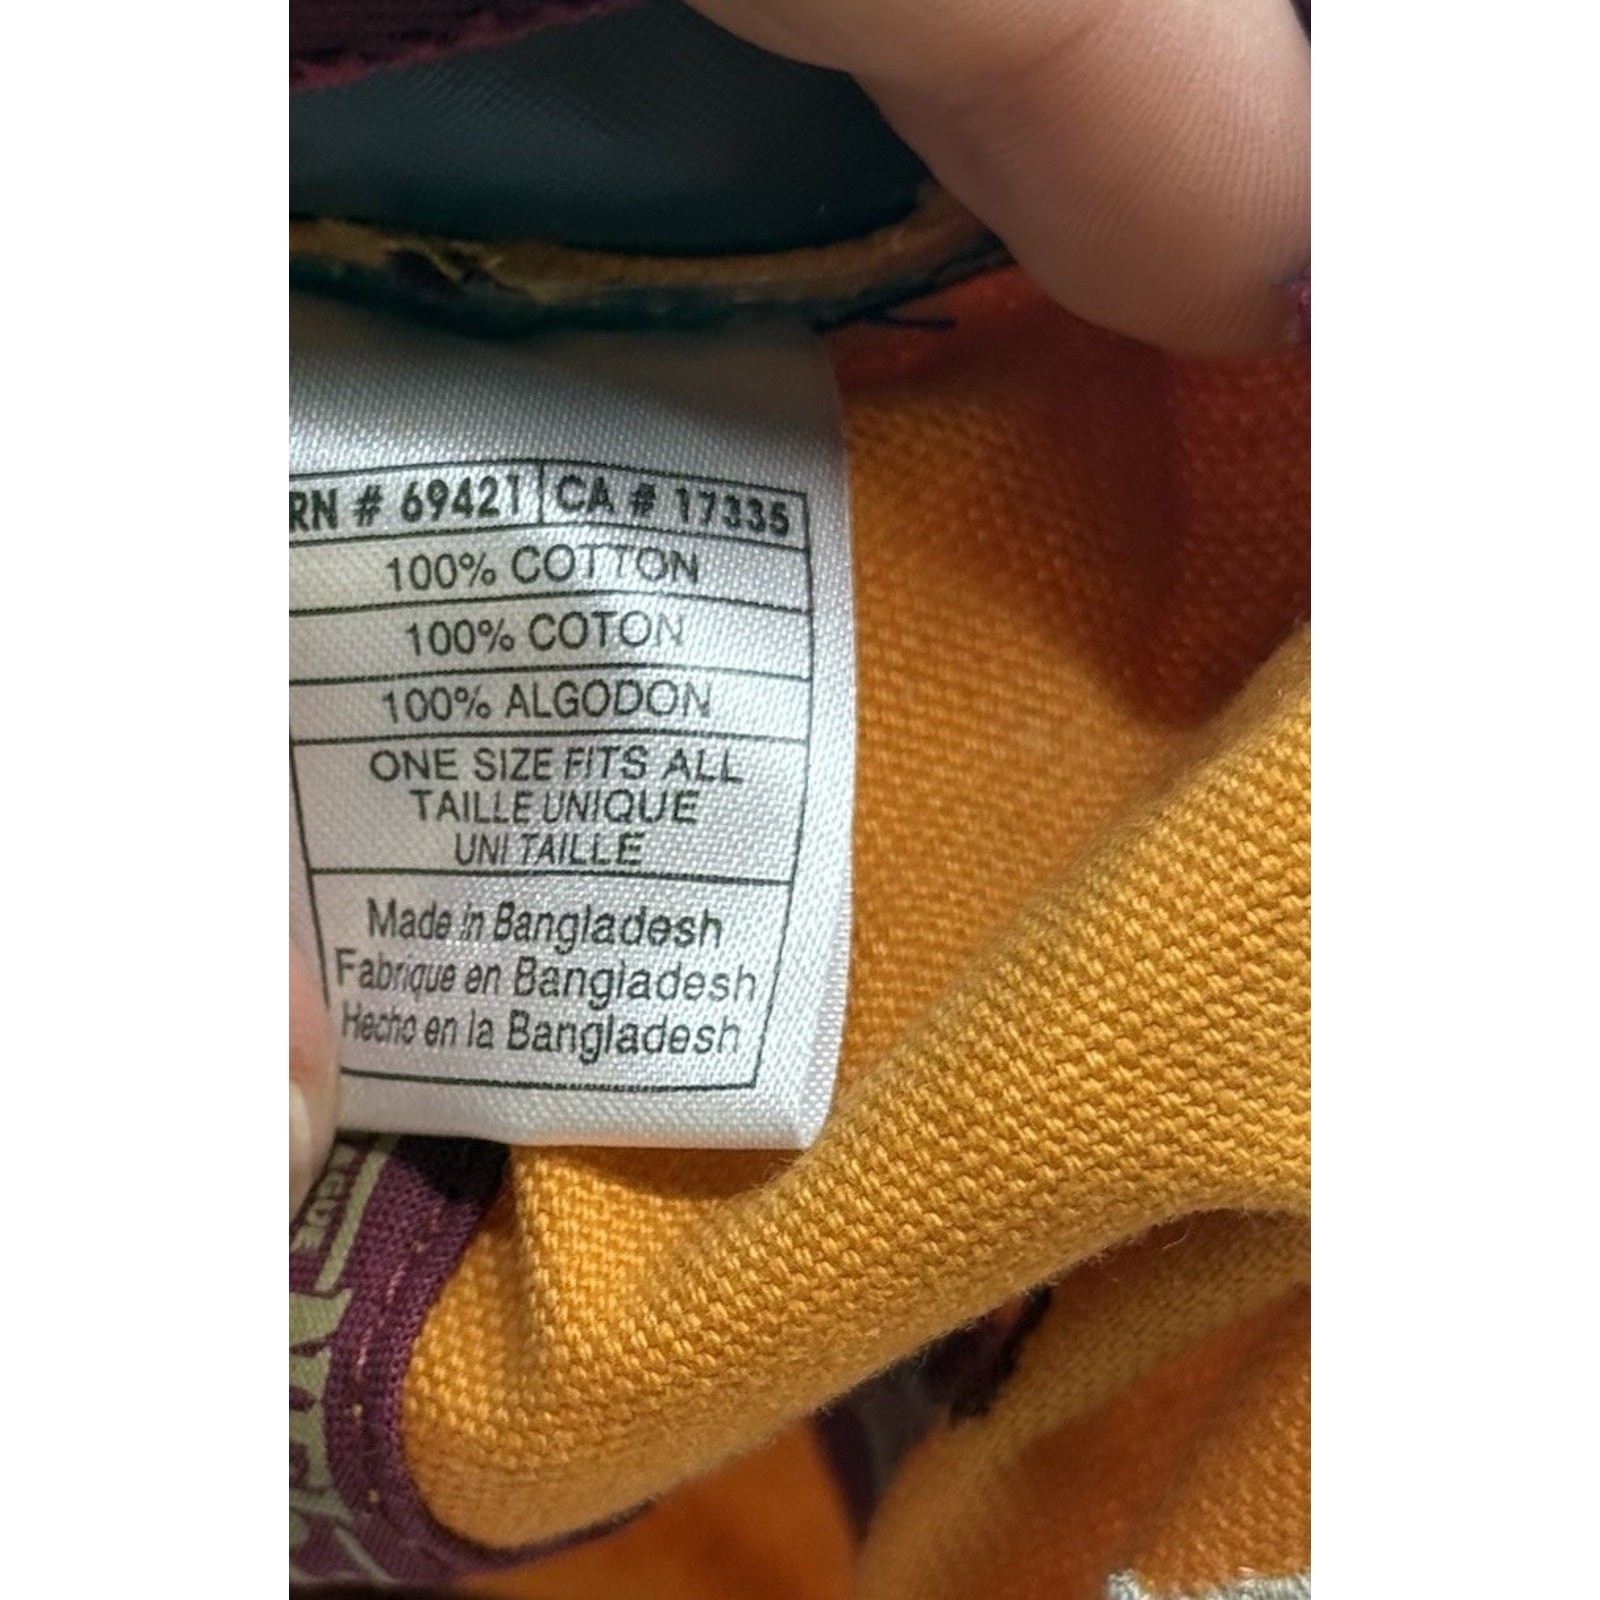 RN # 69421 CA # 17335
100% COTTON
100% COTON
100% ALGODON
ONE SIZE FITS ALL
TAILLE UNIQUE
UNI TAILLE
Made in Bangladesh
Fabrique en Bangladesh
Hecho en la Bangladesh